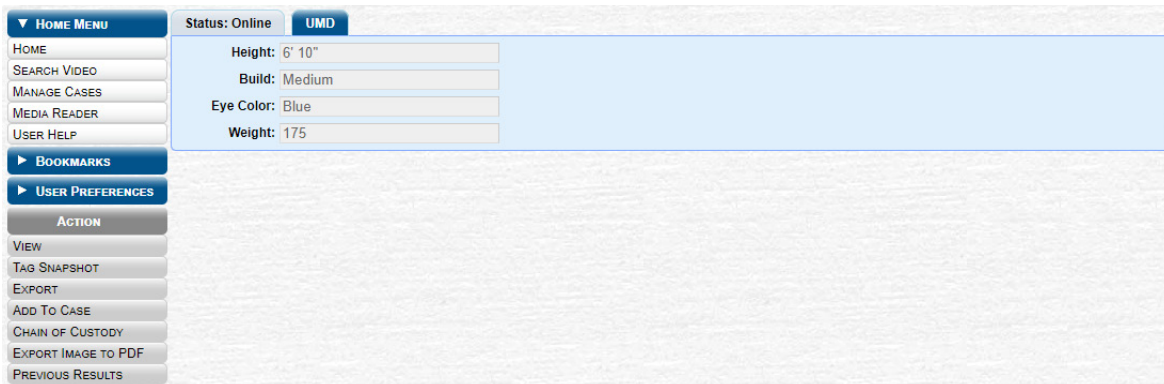 ▼ HOME MENU
HOME
SEARCH VIDEO
MANAGE CASES
MEDIA READER
USER HELP
▶ BOOKMARKS
▶ USER PREFERENCES
ACTION
VIEW
TAG SNAPSHOT
EXPORT
ADD TO CASE
CHAIN OF CUSTODY
EXPORT IMAGE TO PDF
PREVIOUS RESULTS
Status: Online UMD
Height: 6' 10"
Build: Medium
Eye Color: Blue
Weight: 175